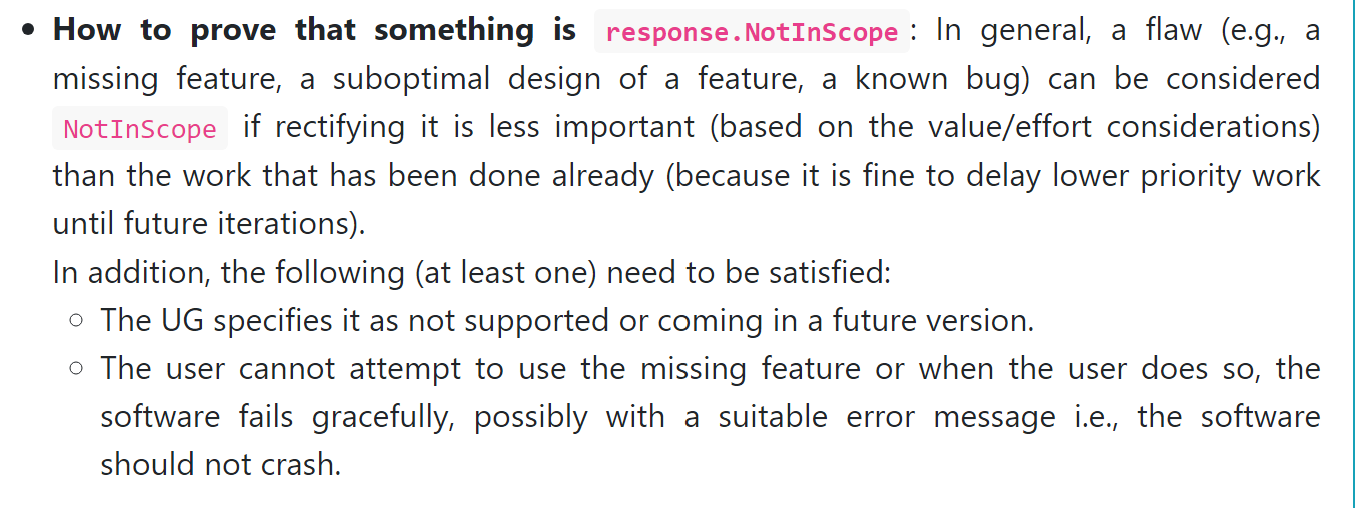 • How to prove that something is response.NotInScope: In general, a flaw (e.g., a
missing feature, a suboptimal design of a feature, a known bug) can be considered
NotInScope if rectifying it is less important (based on the value/effort considerations)
than the work that has been done already (because it is fine to delay lower priority work
until future iterations).
In addition, the following (at least one) need to be satisfied:
○ The UG specifies it as not supported or coming in a future version.
○ The user cannot attempt to use the missing feature or when the user does so, the
software fails gracefully, possibly with a suitable error message i.e., the software
should not crash.